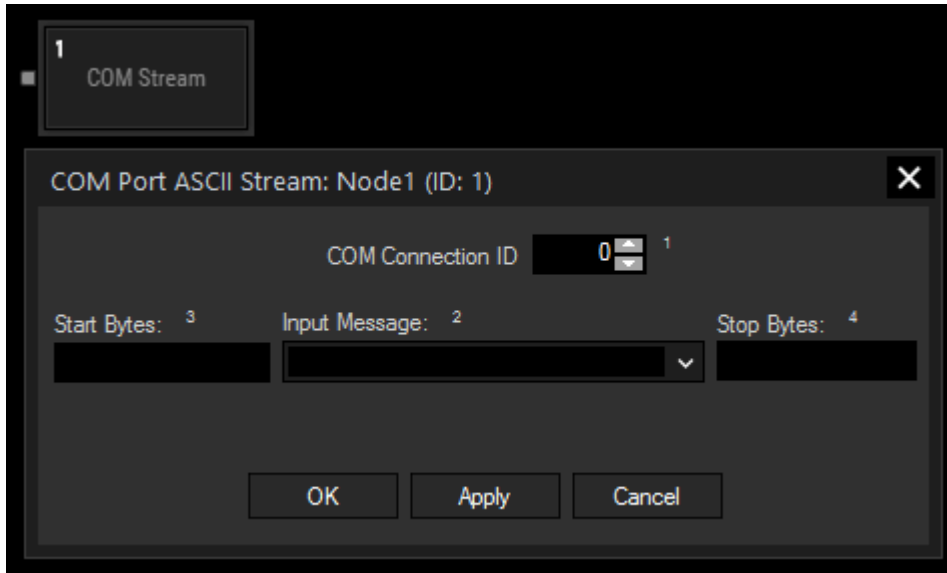 1
COM Stream
COM Port ASCII Stream: Node1 (ID: 1)
COM Connection ID 0 1
Start Bytes: 3 Input Message: 2 Stop Bytes: 4
OK Apply Cancel